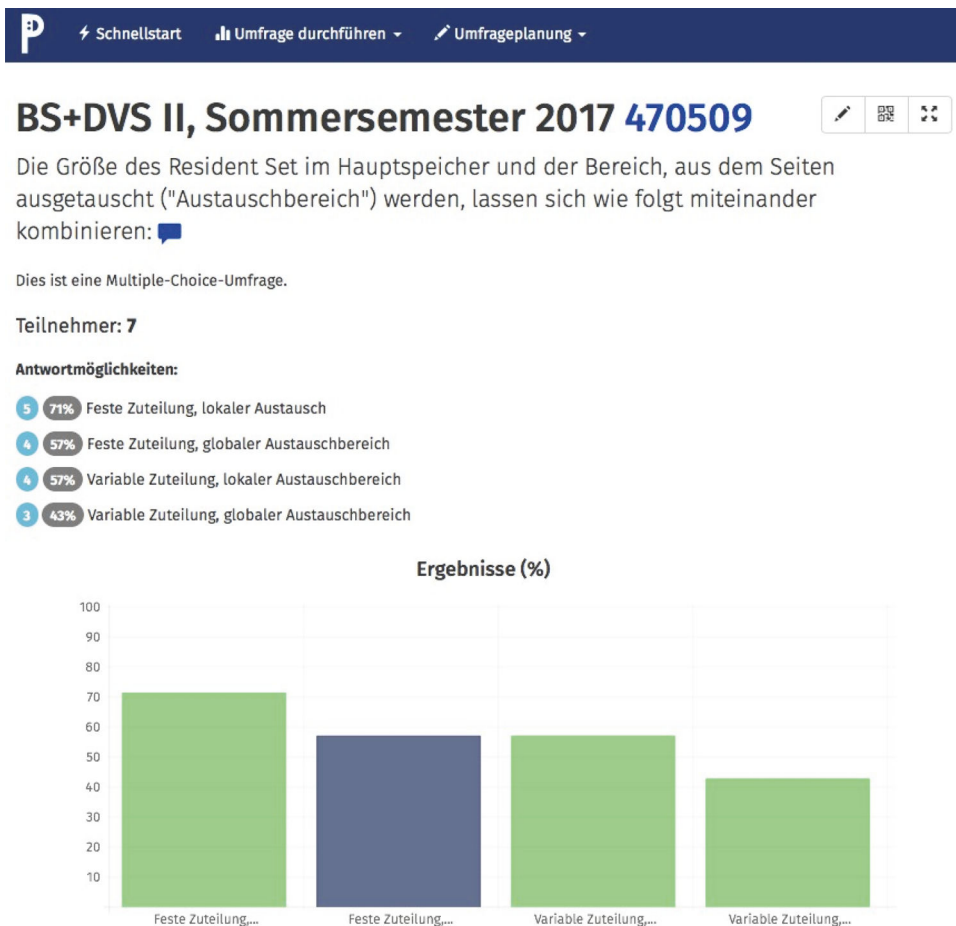 Schnellstart Umfrage durchführen Umfrageplanung
BS+DVS II, Sommersemester 2017 470509
Die Größe des Resident Set im Hauptspeicher und der Bereich, aus dem Seiten
ausgetauscht ("Austauschbereich") werden, lassen sich wie folgt miteinander
kombinieren:
Dies ist eine Multiple-Choice-Umfrage.
Teilnehmer: 7
Antwortmöglichkeiten:
5 71% Feste Zuteilung, lokaler Austausch
4 57% Feste Zuteilung, globaler Austauschbereich
4 57% Variable Zuteilung, lokaler Austauschbereich
3 43% Variable Zuteilung, globaler Austauschbereich
Ergebnisse (%)
100
90
80
70
60
50
40
30
20
10
Feste Zuteilung,... Feste Zuteilung,... Variable Zuteilung,... Variable Zuteilung,...